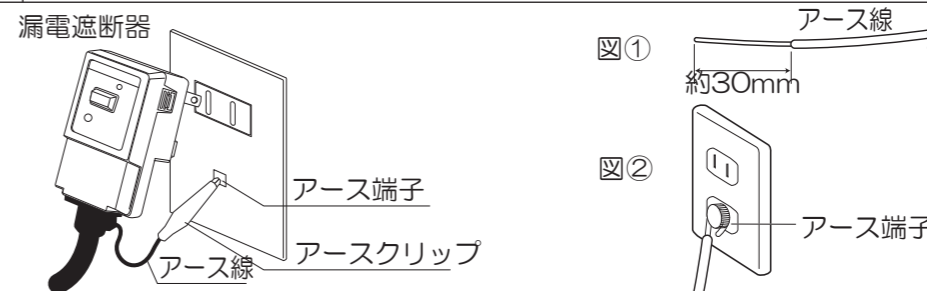 漏電遮断器
アース端子
アースクリップ
アース線
図①
アース線
約30mm
図②
アース端子